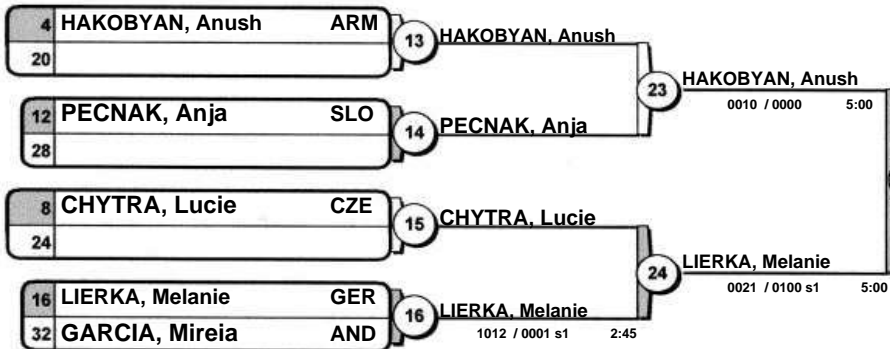 4 HAKOBYAN, Anush ARM
20
13
HAKOBYAN, Anush
12 PECNAK, Anja SLO
28
14
PECNAK, Anja
23
HAKOBYAN, Anush
0010 / 0000 5:00
8 CHYTRA, Lucie CZE
24
15
CHYTRA, Lucie
16 LIERKA, Melanie GER
32 GARCIA, Mireia AND
16
LIERKA, Melanie
1012 / 0001 s1 2:45
24
LIERKA, Melanie
0021 / 0100 s1 5:00